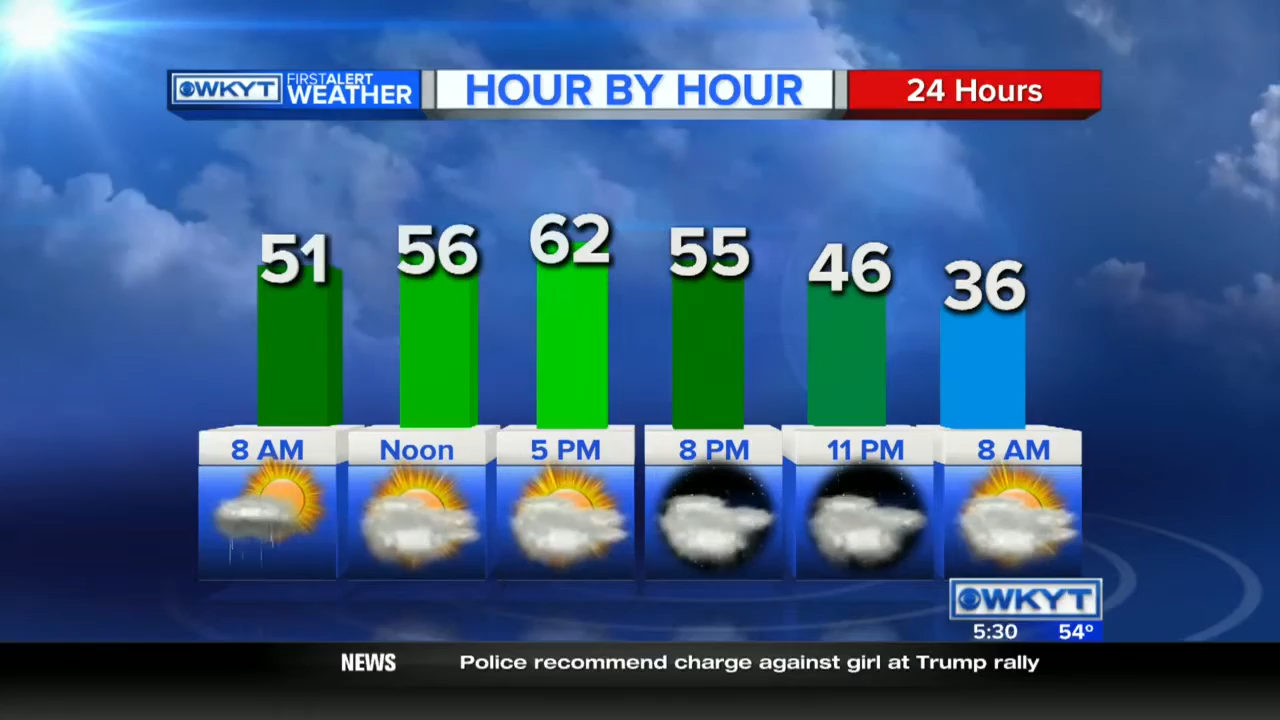 WKYT FIRST ALERT WEATHER HOUR BY HOUR 24 Hours
51 56 62 55 46 36
8 AM Noon 5 PM 8 PM 11 PM 8 AM
WKYT
5:30 54°
NEWS Police recommend charge against girl at Trump rally